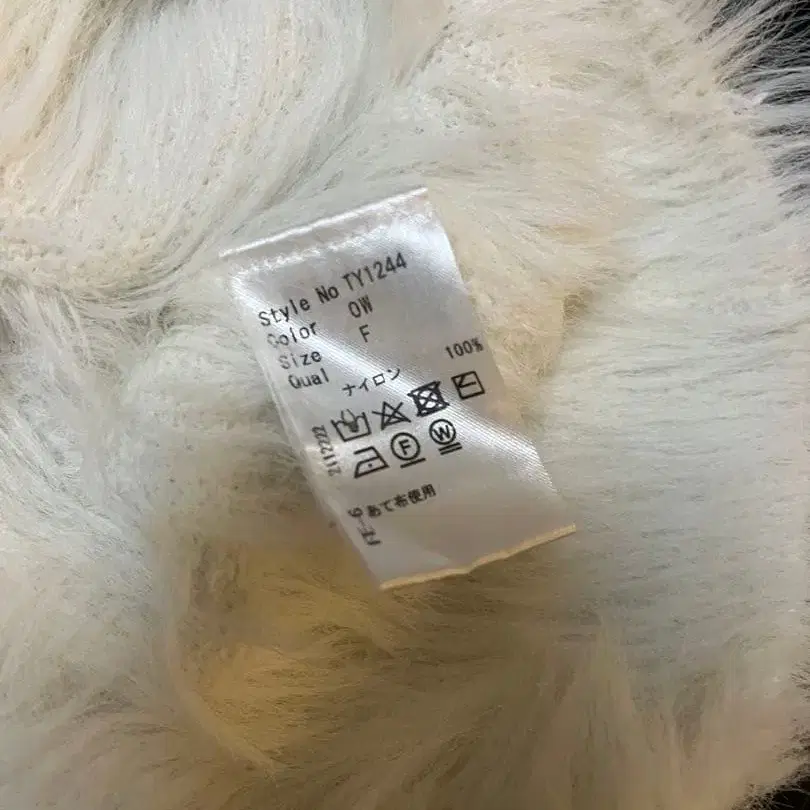 Style No TY1244
Color OW
Size F
Qual
ナイロン 100%
F W
2112222
あて布使用